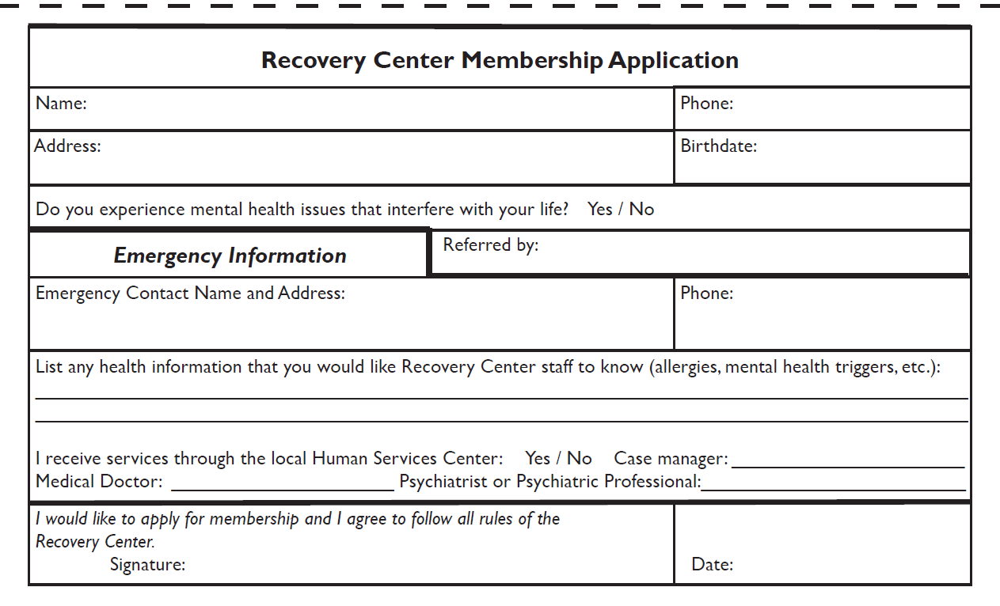 Recovery Center Membership Application
Name:
Phone:
Address:
Birthdate:
Do you experience mental health issues that interfere with your life? Yes / No
Emergency Information
Referred by:
Emergency Contact Name and Address:
Phone:
List any health information that you would like Recovery Center staff to know (allergies, mental health triggers, etc.):
I receive services through the local Human Services Center: Yes / No Case manager:
Medical Doctor: Psychiatrist or Psychiatric Professional:
I would like to apply for membership and I agree to follow all rules of the
Recovery Center.
Signature:
Date: